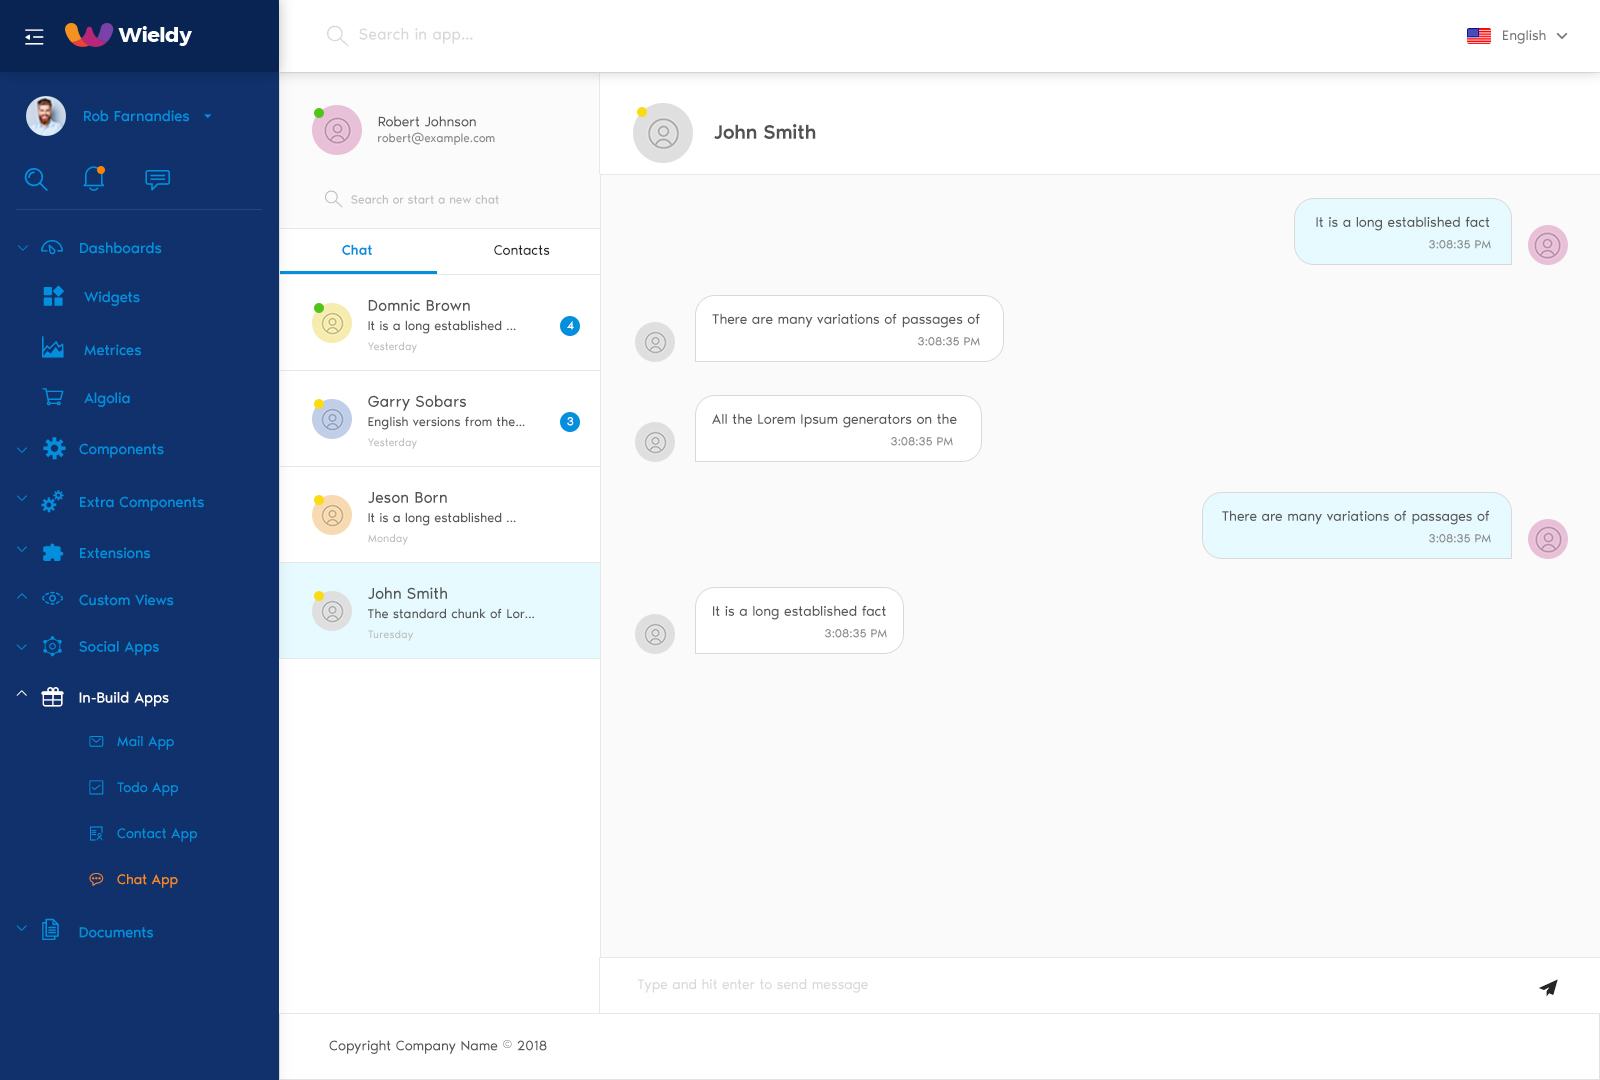 Wieldy
Search in app...
English
Rob Farnandies
Dashboards
Widgets
Metrices
Algolia
Components
Extra Components
Extensions
Custom Views
Social Apps
In-Build Apps
Mail App
Todo App
Contact App
Chat App
Documents
Robert Johnson
robert@example.com
Search or start a new chat
Chat
Contacts
Domnic Brown
It is a long established ...
4
Yesterday
Garry Sobars
English versions from the...
3
Yesterday
Jeson Born
It is a long established ...
Monday
John Smith
The standard chunk of Lor...
Turesday
John Smith
It is a long established fact
3:08:35 PM
There are many variations of passages of
3:08:35 PM
All the Lorem Ipsum generators on the
3:08:35 PM
There are many variations of passages of
3:08:35 PM
It is a long established fact
3:08:35 PM
Type and hit enter to send message
Copyright Company Name © 2018